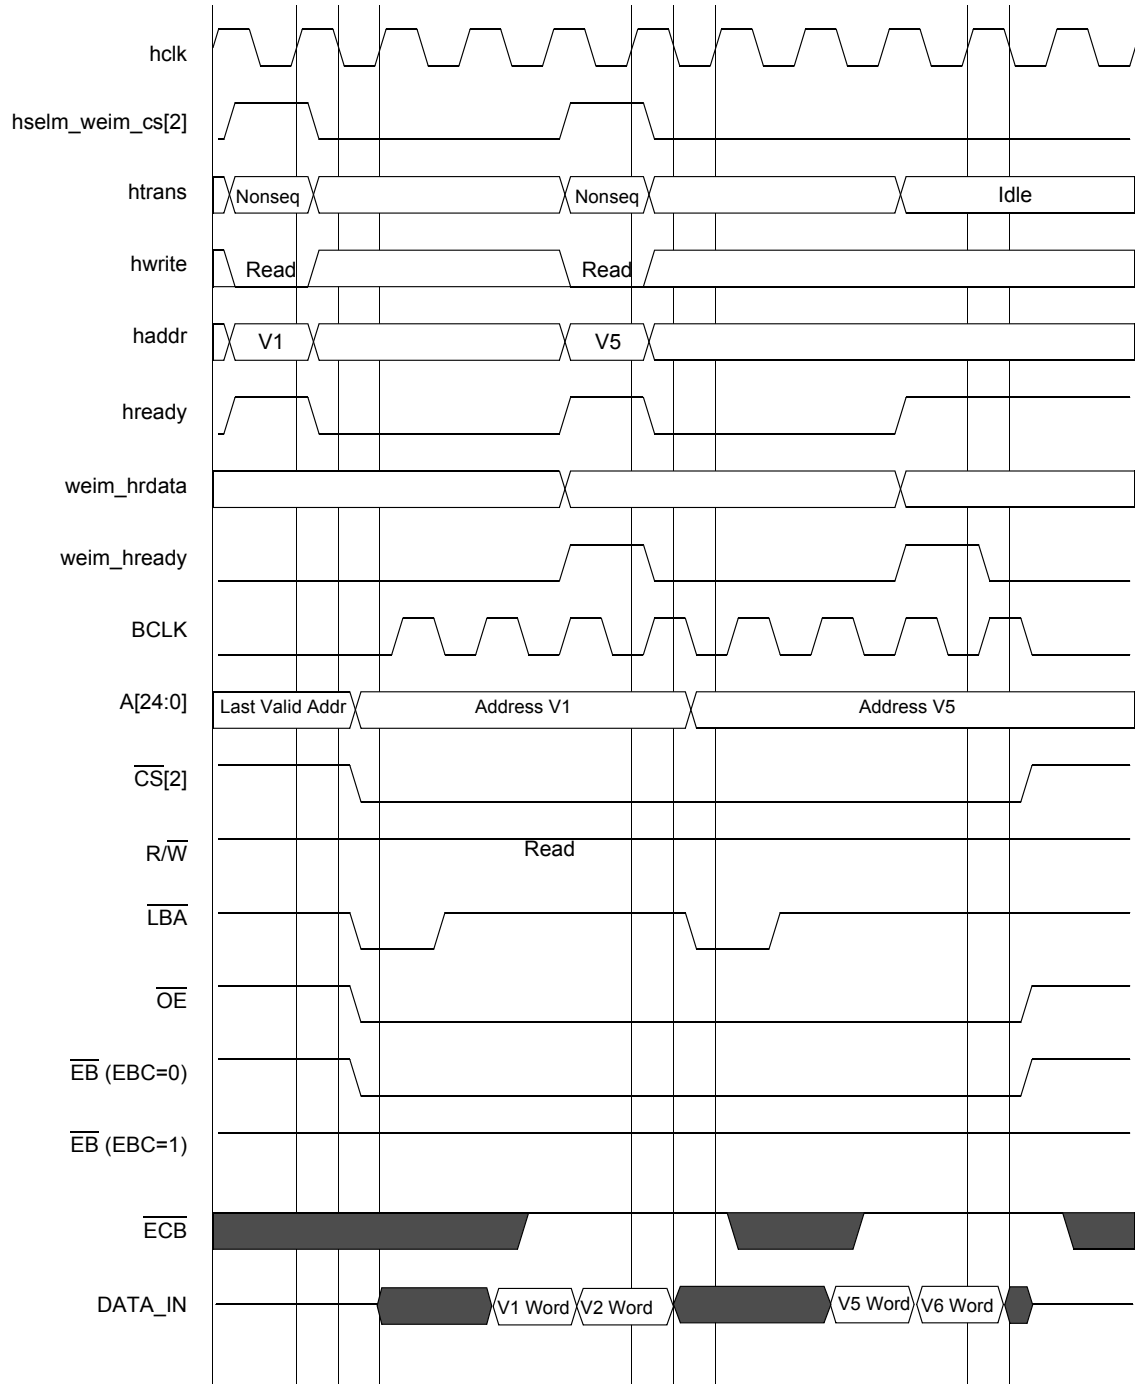 hclk
hselm_weim_cs[2]
htrans Nonseq Nonseq Idle
hwrite Read Read
haddr V1 V5
hready
weim_hrdata
weim_hready
BCLK
A[24:0] Last Valid Addr Address V1 Address V5
CS[2]
R/W Read
LBA
OE
EB (EBC=0)
EB (EBC=1)
ECB
DATA_IN V1 Word V2 Word V5 Word V6 Word